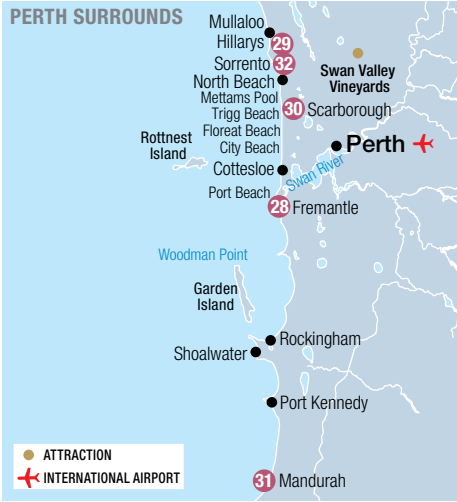 PERTH SURROUNDS
Mullaloo
Hillarys 29
Sorrento 32
Swan Valley
Vineyards
North Beach
Mettams Pool
Trigg Beach
30 Scarborough
Floreat Beach
City Beach
Perth
Rottnest
Island
Cottesloe
Swan River
Port Beach
28 Fremantle
Woodman Point
Garden
Island
Rockingham
Shoalwater
Port Kennedy
ATTRACTION
INTERNATIONAL AIRPORT
31 Mandurah